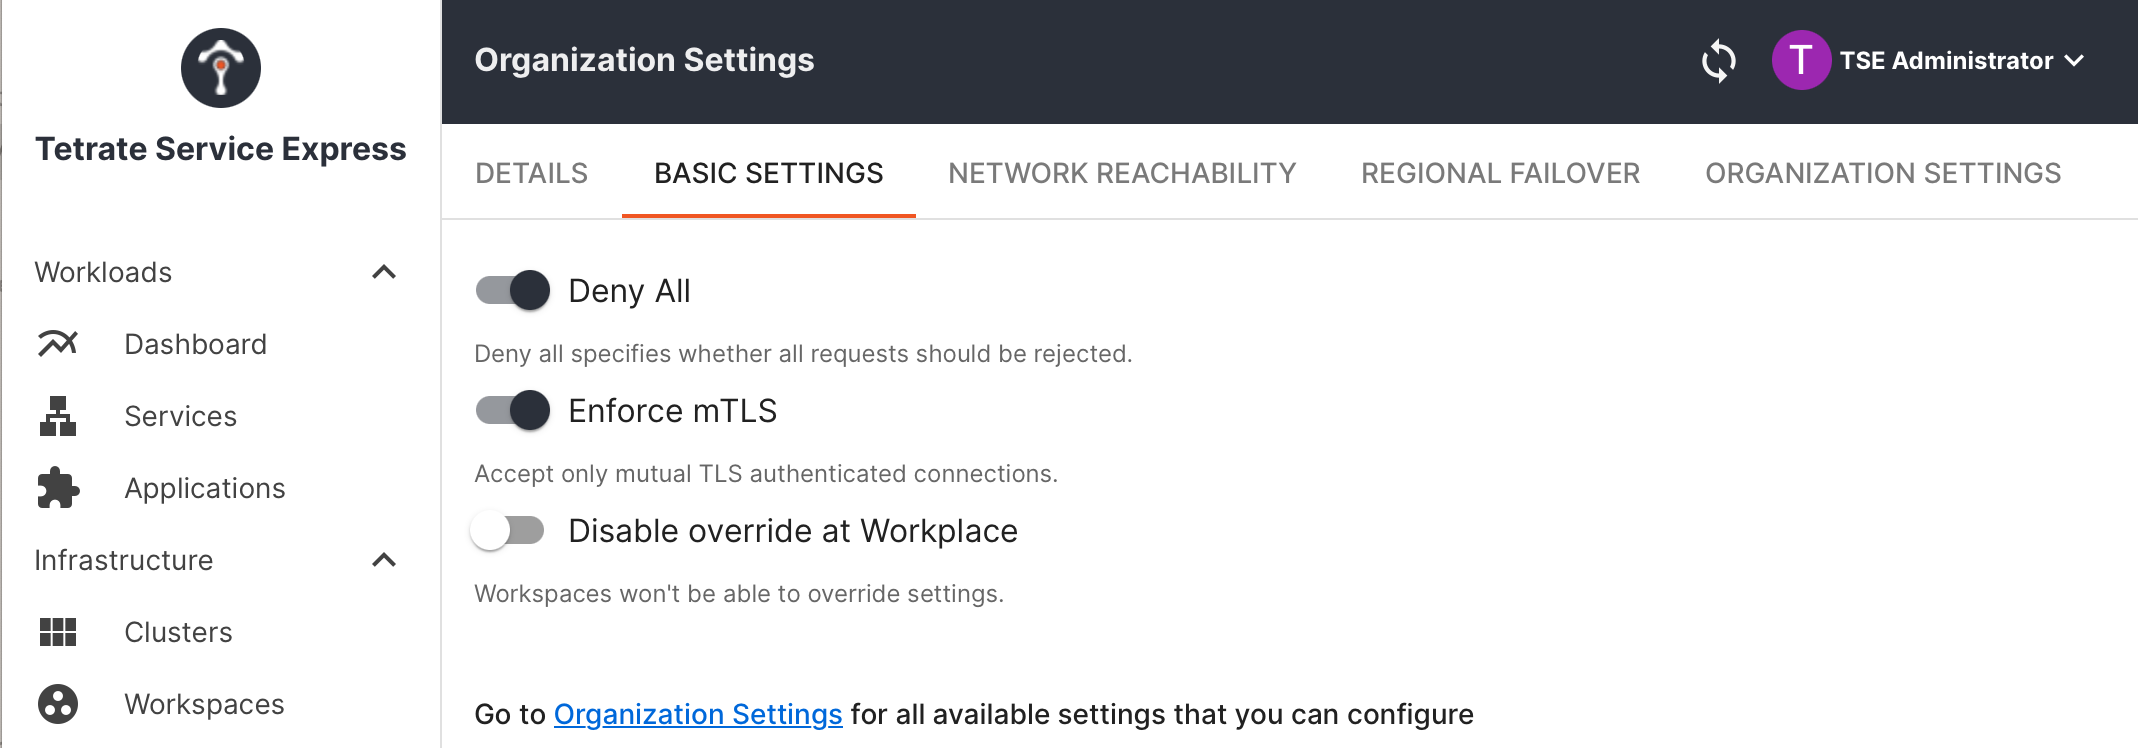 Tetrate Service Express
Workloads
Dashboard
Services
Applications
Infrastructure
Clusters
Workspaces
Organization Settings
T TSE Administrator
DETAILS BASIC SETTINGS NETWORK REACHABILITY REGIONAL FAILOVER ORGANIZATION SETTINGS
Deny All
Deny all specifies whether all requests should be rejected.
Enforce mTLS
Accept only mutual TLS authenticated connections.
Disable override at Workplace
Workspaces won't be able to override settings.
Go to Organization Settings for all available settings that you can configure